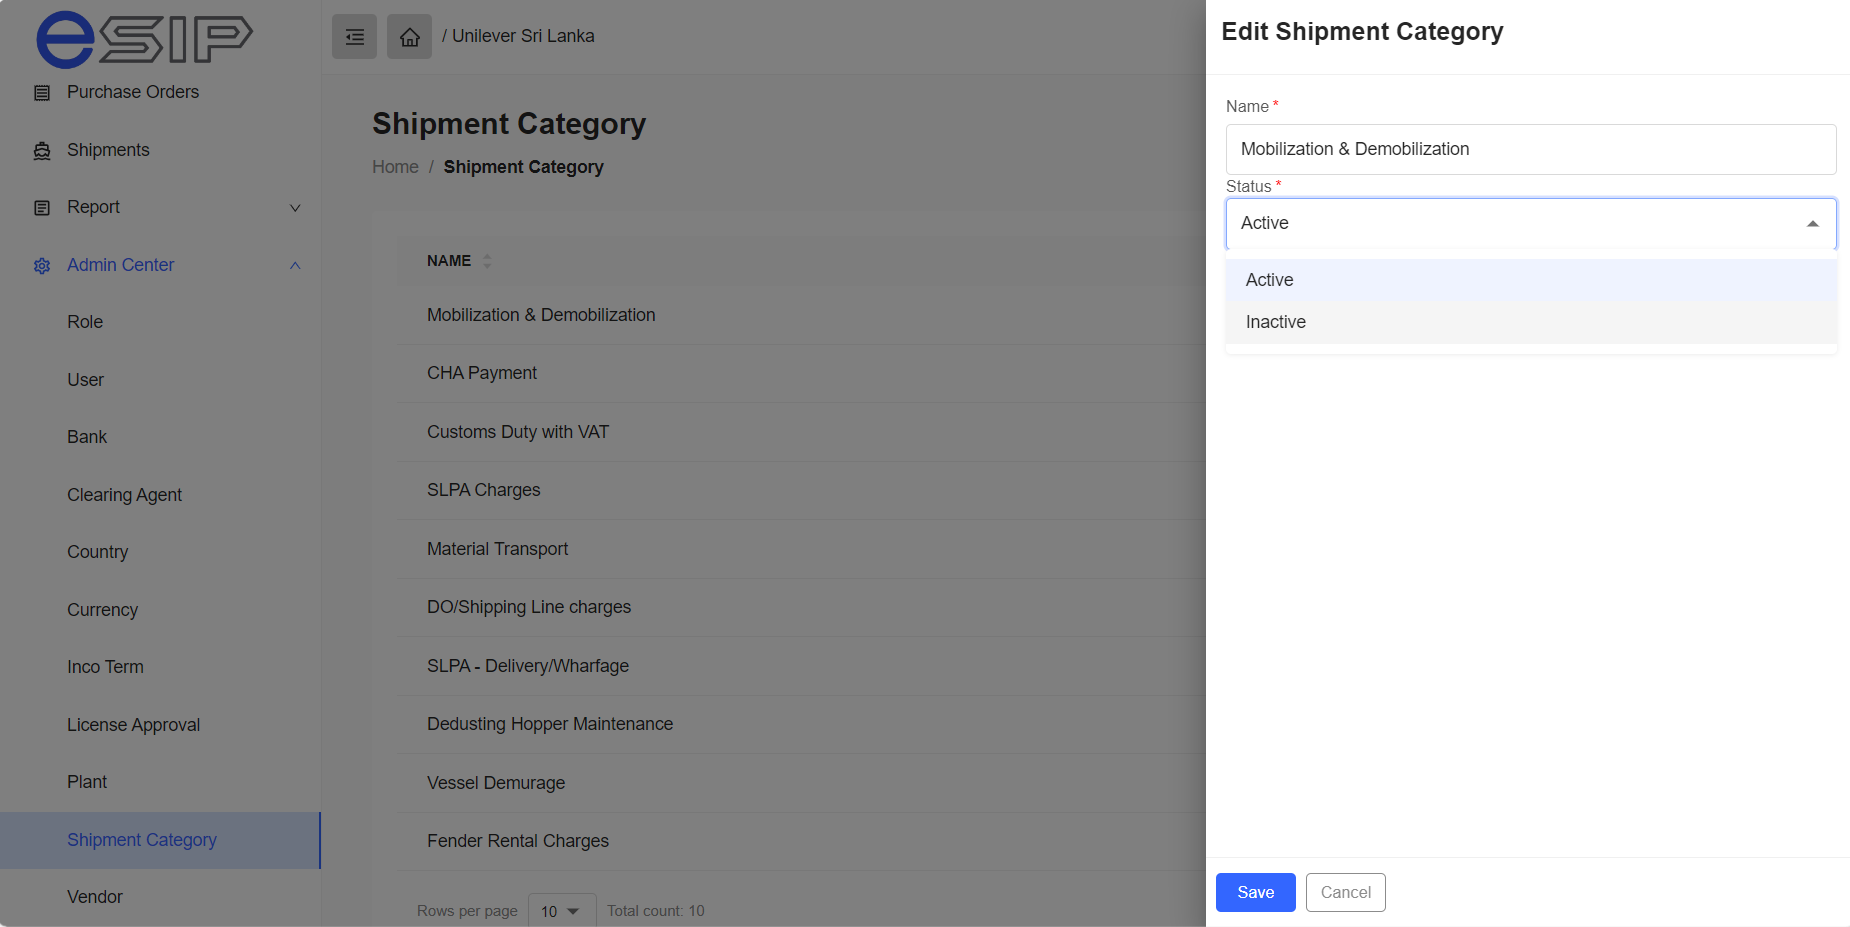 eSIP
Purchase Orders
Shipments
Report
Admin Center
Role
User
Bank
Clearing Agent
Country
Currency
Inco Term
License Approval
Plant
Shipment Category
Vendor
/ Unilever Sri Lanka
Shipment Category
Home / Shipment Category
NAME
Mobilization & Demobilization
CHA Payment
Customs Duty with VAT
SLPA Charges
Material Transport
DO/Shipping Line charges
SLPA - Delivery/Wharfage
Dedusting Hopper Maintenance
Vessel Demurage
Fender Rental Charges
Rows per page 10 Total count: 10
Edit Shipment Category
Name *
Mobilization & Demobilization
Status *
Active
Active
Inactive
Save Cancel